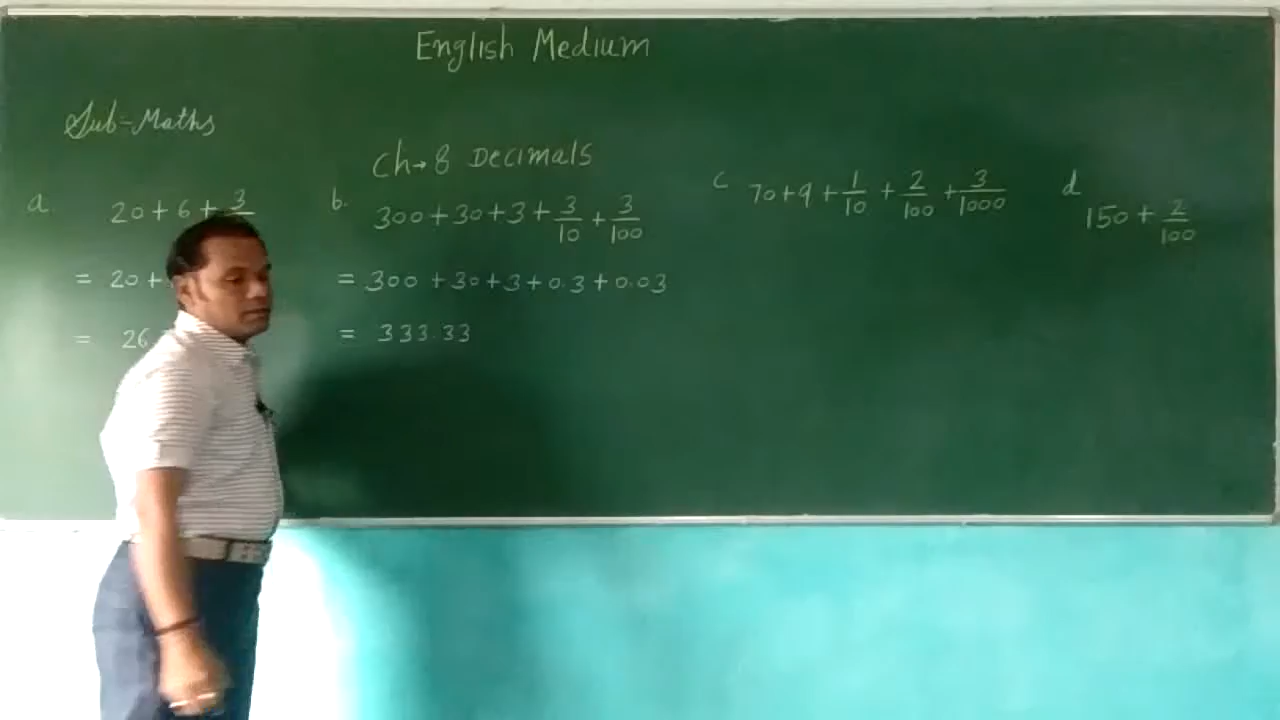 English Medium
Sub=Maths
Ch→8 Decimals
a. 20+6+3
= 20+
= 26
b. 300+30+3+3/10+3/100
= 300+30+3+0.3+0.03
= 333.33
c 70+9+1/10+2/100+3/1000
d 150+2/100